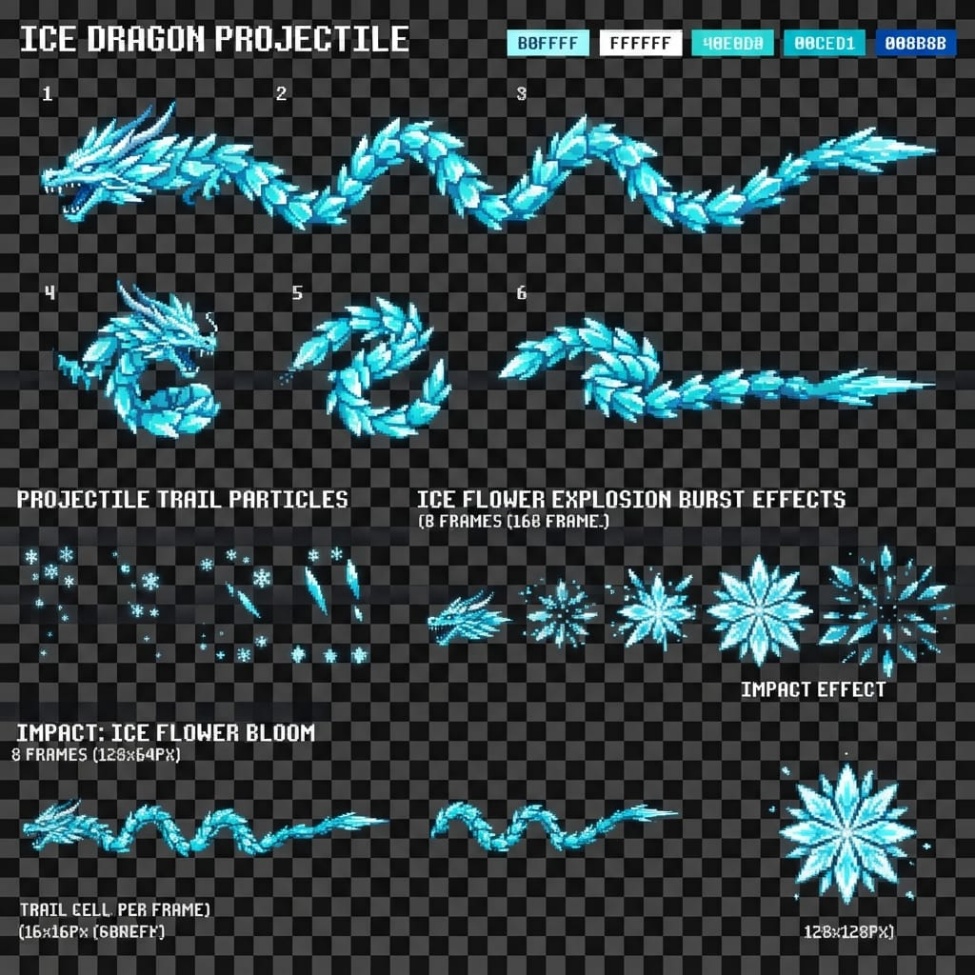 ICE DRAGON PROJECTILE
B0FFFF FFFFFF 40E0D0 00CED1 008B8B
1 2 3
4 5 6
PROJECTILE TRAIL PARTICLES
ICE FLOWER EXPLOSION BURST EFFECTS
(8 FRAMES (168 FRAME.)
IMPACT EFFECT
IMPACT: ICE FLOWER BLOOM
8 FRAMES (128x64PX)
TRAIL CELL PER FRAME)
(16x16Px
128x128PX)